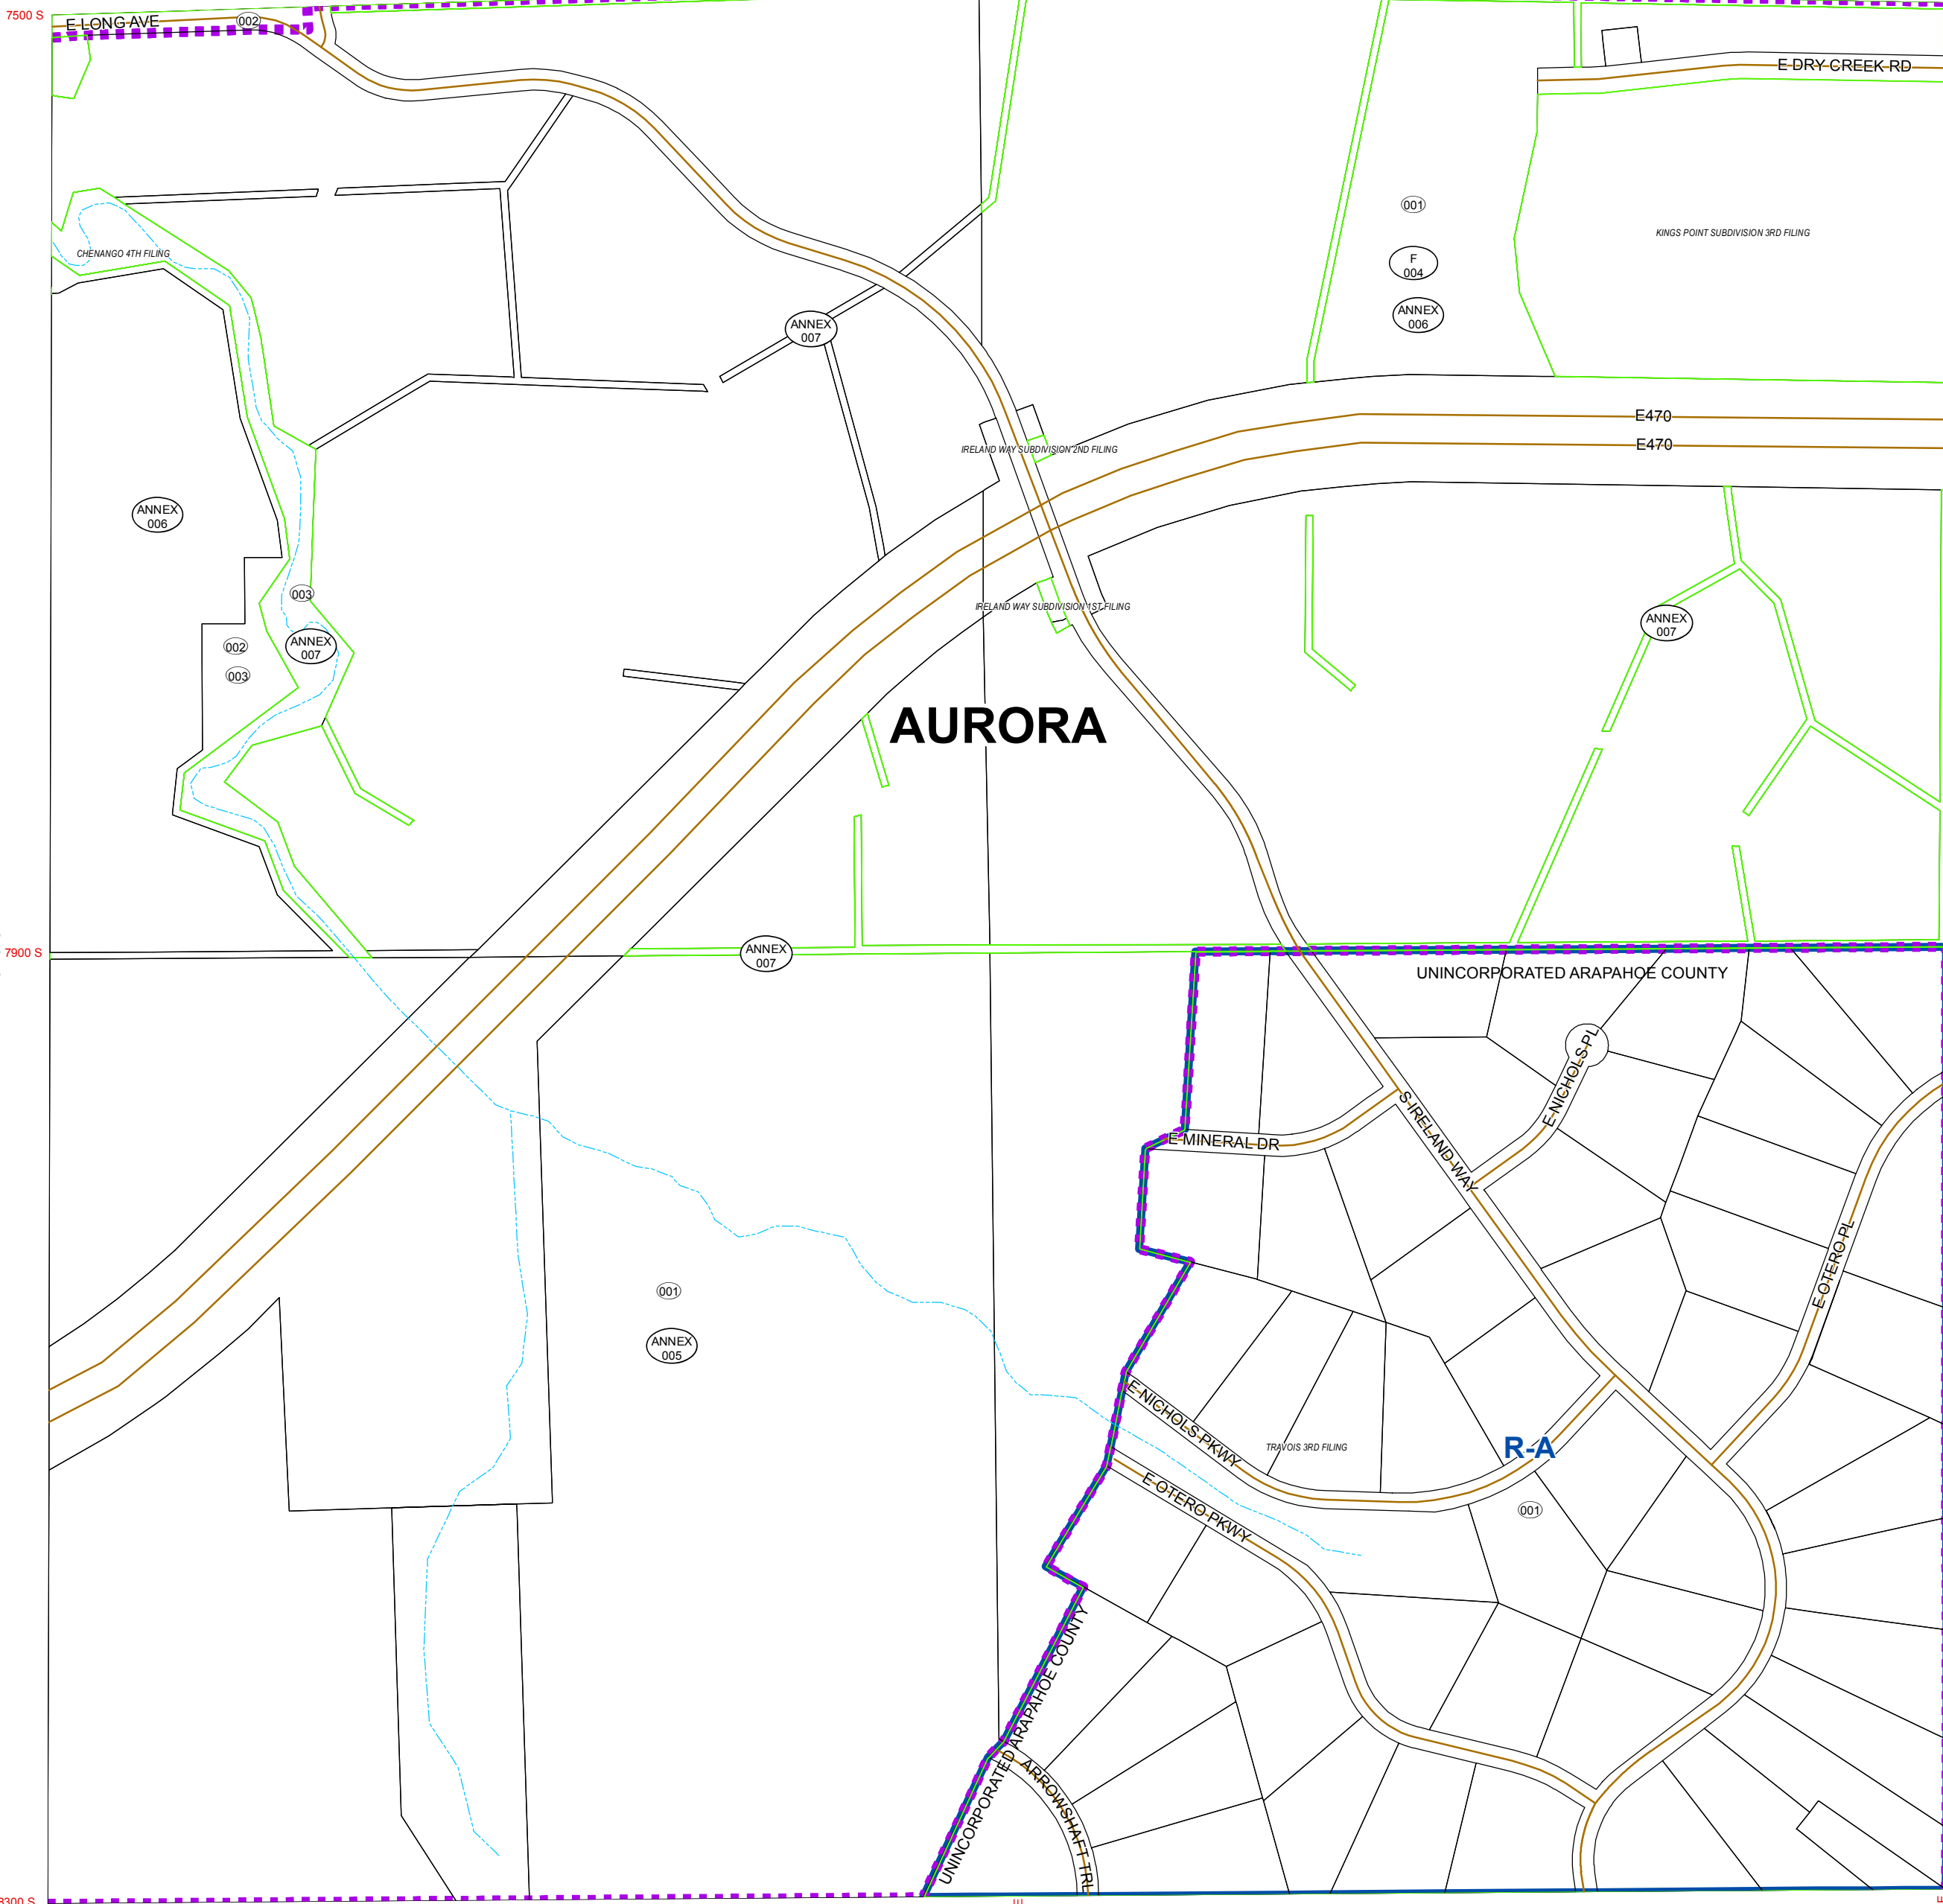 7500 S
E LONG AVE
002
E DRY CREEK RD
001
KINGS POINT SUBDIVISION 3RD FILING
CHENANGO 4TH FILING
F
004
ANNEX
006
ANNEX
007
E470
E470
IRELAND WAY SUBDIVISION 2ND FILING
ANNEX
006
003
IRELAND WAY SUBDIVISION 1ST FILING
ANNEX
007
002
ANNEX
007
003
AURORA
7900 S
ANNEX
007
UNINCORPORATED ARAPAHOE COUNTY
E NICHOLS PL
E MINERAL DR
S IRELAND WAY
E OTERO PL
001
ANNEX
005
E NICHOLS PKWY
TRAVOIS 3RD FILING
R-A
E OTERO PKWY
001
UNINCORPORATED ARAPAHOE COUNTY
ARROWSHAFT TRL
8300 S